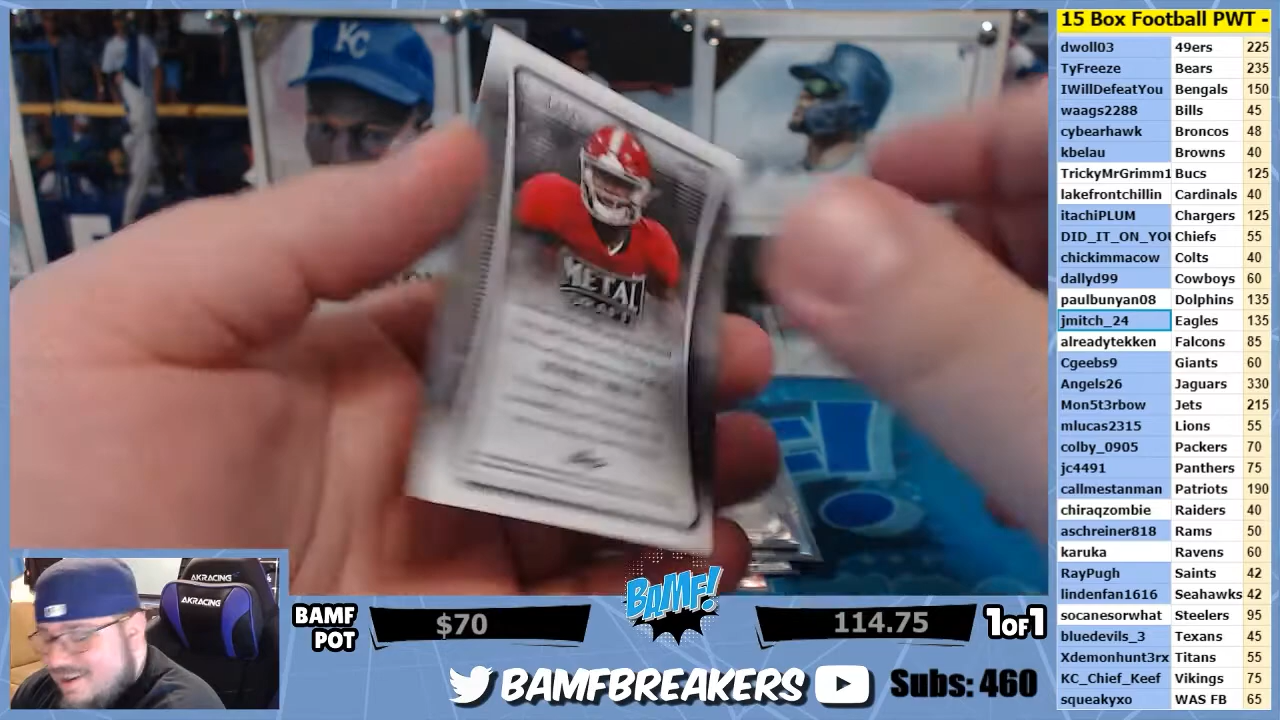 15 Box Football PWT -
dwoll03 49ers 225
TyFreeze Bears 235
IWillDefeatYou Bengals 150
waags2288 Bills 45
cybearhawk Broncos 48
kbelau Browns 40
TrickyMrGrimm1 Bucs 125
lakefrontchillin Cardinals 40
itachiPLUM Chargers 125
DID_IT_ON_YOU Chiefs 55
chickimmacow Colts 40
dallyd99 Cowboys 60
paulbunyan08 Dolphins 135
jmitch_24 Eagles 135
alreadytekken Falcons 85
Cgeebs9 Giants 60
Angels26 Jaguars 330
Mon5t3rbow Jets 215
mlucas2315 Lions 55
colby_0905 Packers 70
jc4491 Panthers 75
callmestanman Patriots 190
chiraqzombie Raiders 40
aschreiner818 Rams 50
karuka Ravens 60
RayPugh Saints 42
lindenfan1616 Seahawks 42
socanesorwhat Steelers 95
bluedevils_3 Texans 45
Xdemonhunt3rx Titans 55
KC_Chief_Keef Vikings 75
squeakyxo WAS FB 65
KC
METAL
DRAFT
AKRACING
AKRACING
BAMF POT $70
BAMF!
114.75 1OF1
BAMFBREAKERS Subs: 460